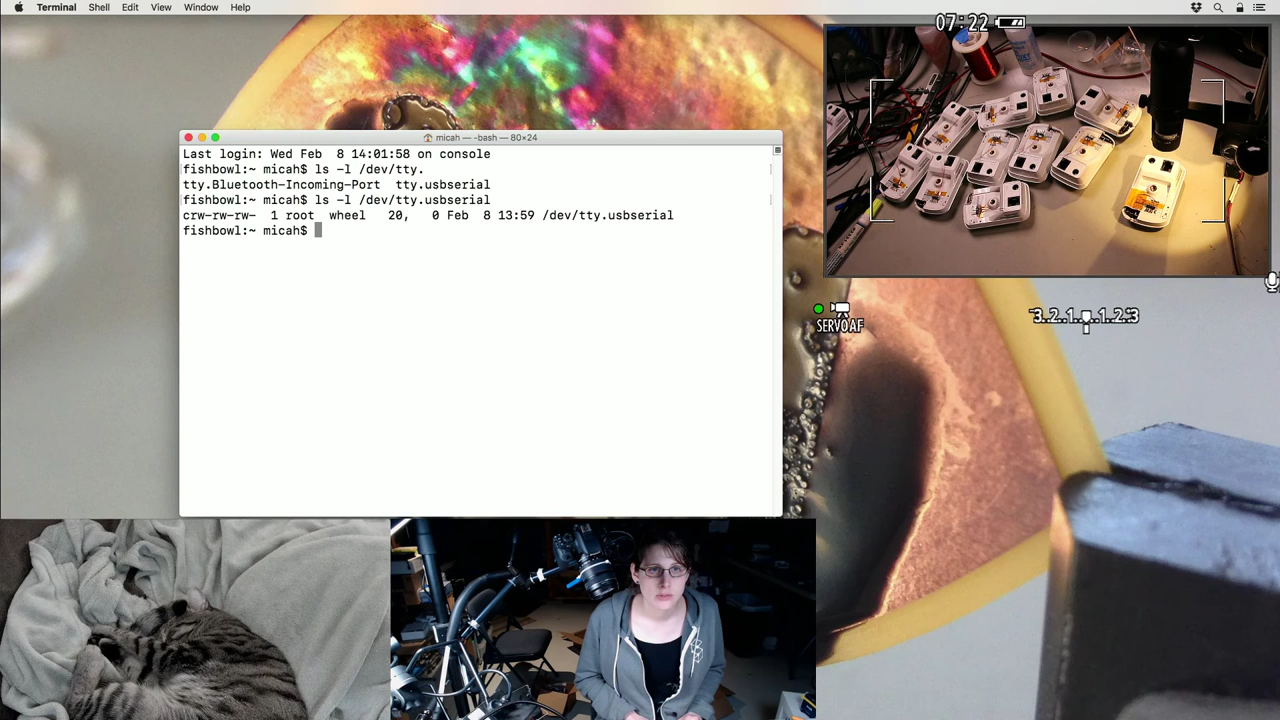 Terminal Shell Edit View Window Help
07:22
micah — -bash — 80×24
Last login: Wed Feb  8 14:01:58 on console
fishbowl:~ micah$ ls -l /dev/tty.
tty.Bluetooth-Incoming-Port  tty.usbserial
fishbowl:~ micah$ ls -l /dev/tty.usbserial
crw-rw-rw-  1 root  wheel   20,   0 Feb  8 13:59 /dev/tty.usbserial
fishbowl:~ micah$
SERVO AF
3..2..1.. ..1..2..3